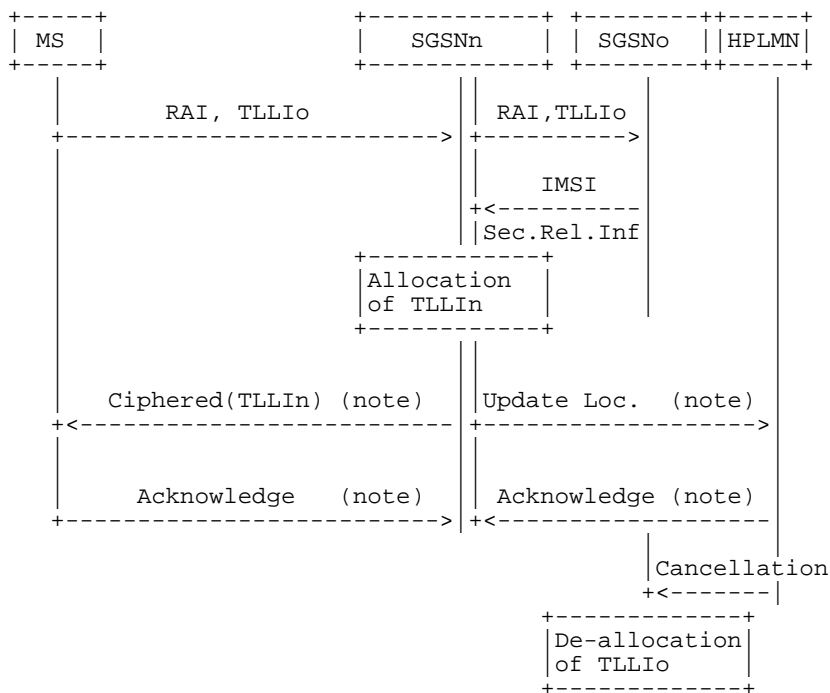 MS SGSNn SGSNo HPLMN
RAI, TLLIo RAI,TLLIo
IMSI
Sec.Rel.Inf
Allocation
of TLLIn
Ciphered(TLLIn) (note) Update Loc. (note)
Acknowledge (note) Acknowledge (note)
Cancellation
De-allocation
of TLLIo